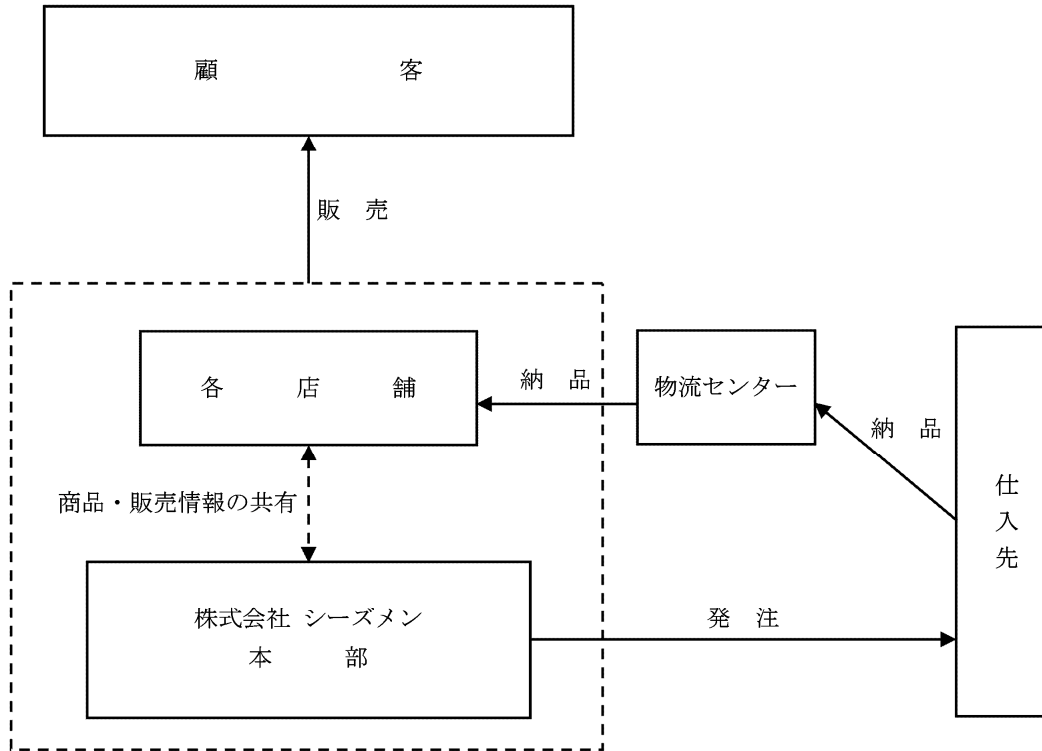 顧　客
販　売
各　店　舗
納　品
物流センター
納　品
商品・販売情報の共有
仕入先
株式会社 シーズメン
本　部
発　注